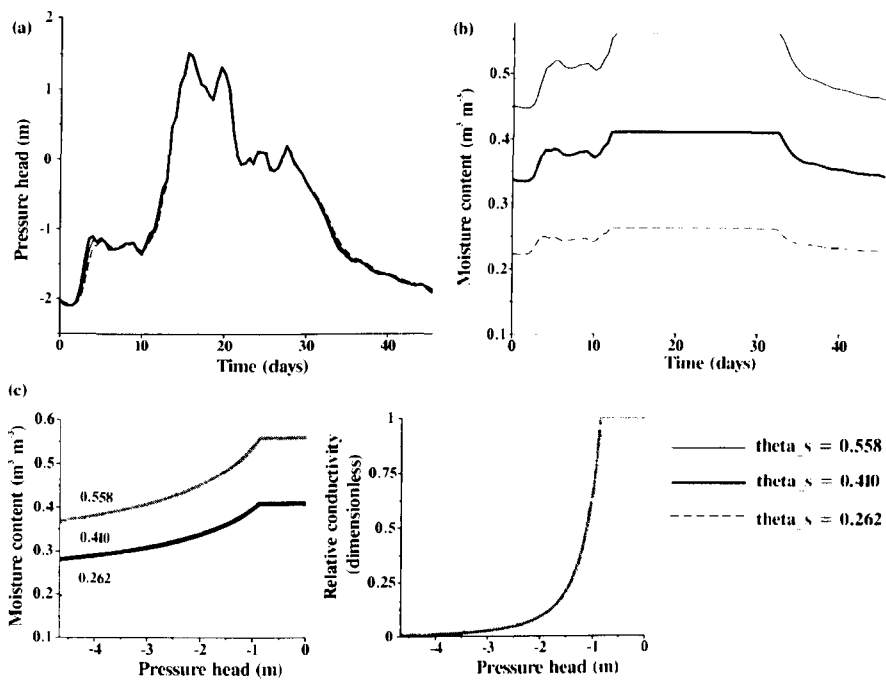 (a)
Pressure head (m)
2
1
0
-1
-2
0
10
20
30
40
Time (days)
(b)
Moisture content (m³ m⁻³)
0.5
0.4
0.3
0.2
0.1
0
10
20
30
40
Time (days)
(c)
Moisture content (m³ m⁻³)
0.6
0.5
0.4
0.3
0.2
0.1
0.558
0.410
0.262
-4
-3
-2
-1
0
Pressure head (m)
Relative conductivity
(dimensionless)
1
0.75
0.5
0.25
0
-4
-3
-2
-1
0
Pressure head (m)
theta_s = 0.558
theta_s = 0.410
theta_s = 0.262